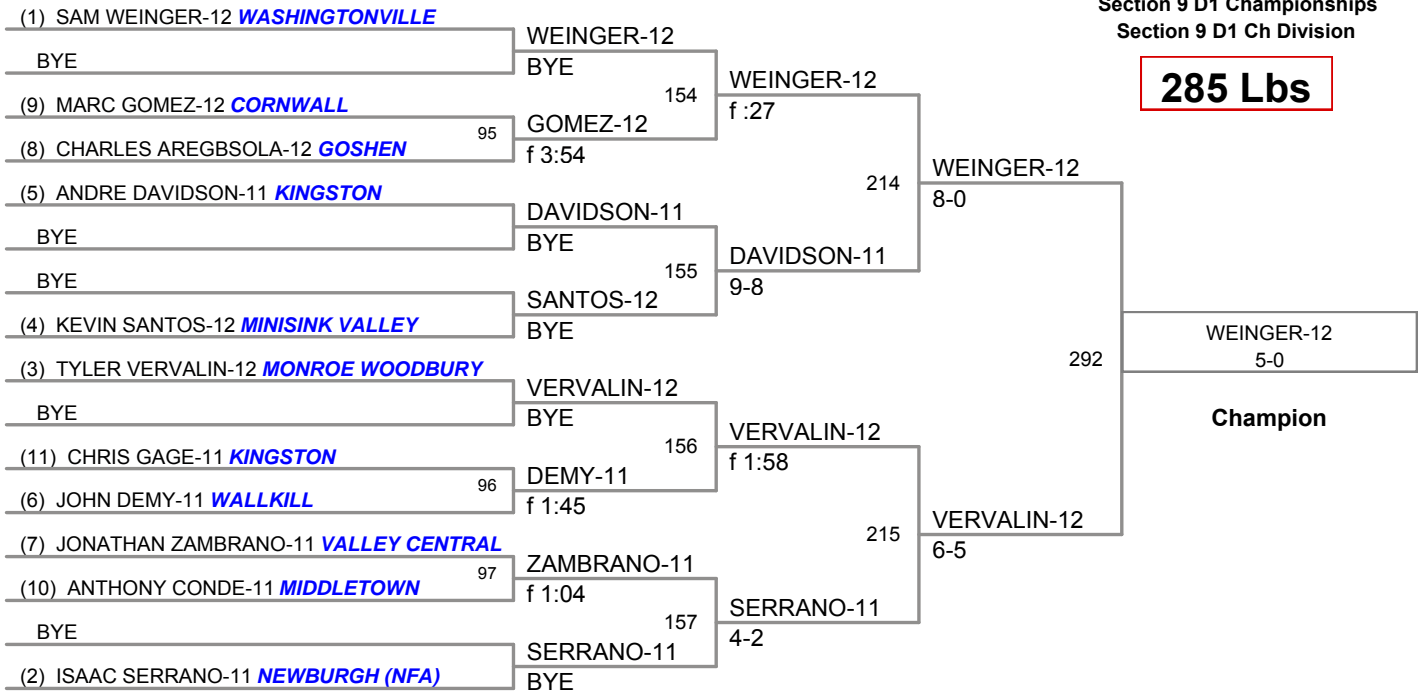 Section 9 D1 Championships
Section 9 D1 Ch Division
285 Lbs
(1) SAM WEINGER-12 WASHINGTONVILLE
BYE
(9) MARC GOMEZ-12 CORNWALL
(8) CHARLES AREGBSOLA-12 GOSHEN
(5) ANDRE DAVIDSON-11 KINGSTON
BYE
BYE
(4) KEVIN SANTOS-12 MINISINK VALLEY
(3) TYLER VERVALIN-12 MONROE WOODBURY
BYE
(11) CHRIS GAGE-11 KINGSTON
(6) JOHN DEMY-11 WALLKILL
(7) JONATHAN ZAMBRANO-11 VALLEY CENTRAL
(10) ANTHONY CONDE-11 MIDDLETOWN
BYE
(2) ISAAC SERRANO-11 NEWBURGH (NFA)
95
96
97
WEINGER-12
BYE
GOMEZ-12
f 3:54
DAVIDSON-11
BYE
SANTOS-12
BYE
VERVALIN-12
BYE
DEMY-11
f 1:45
ZAMBRANO-11
f 1:04
SERRANO-11
BYE
154
155
156
157
WEINGER-12
f :27
DAVIDSON-11
9-8
VERVALIN-12
f 1:58
SERRANO-11
4-2
214
215
WEINGER-12
8-0
VERVALIN-12
6-5
292
WEINGER-12
5-0
Champion